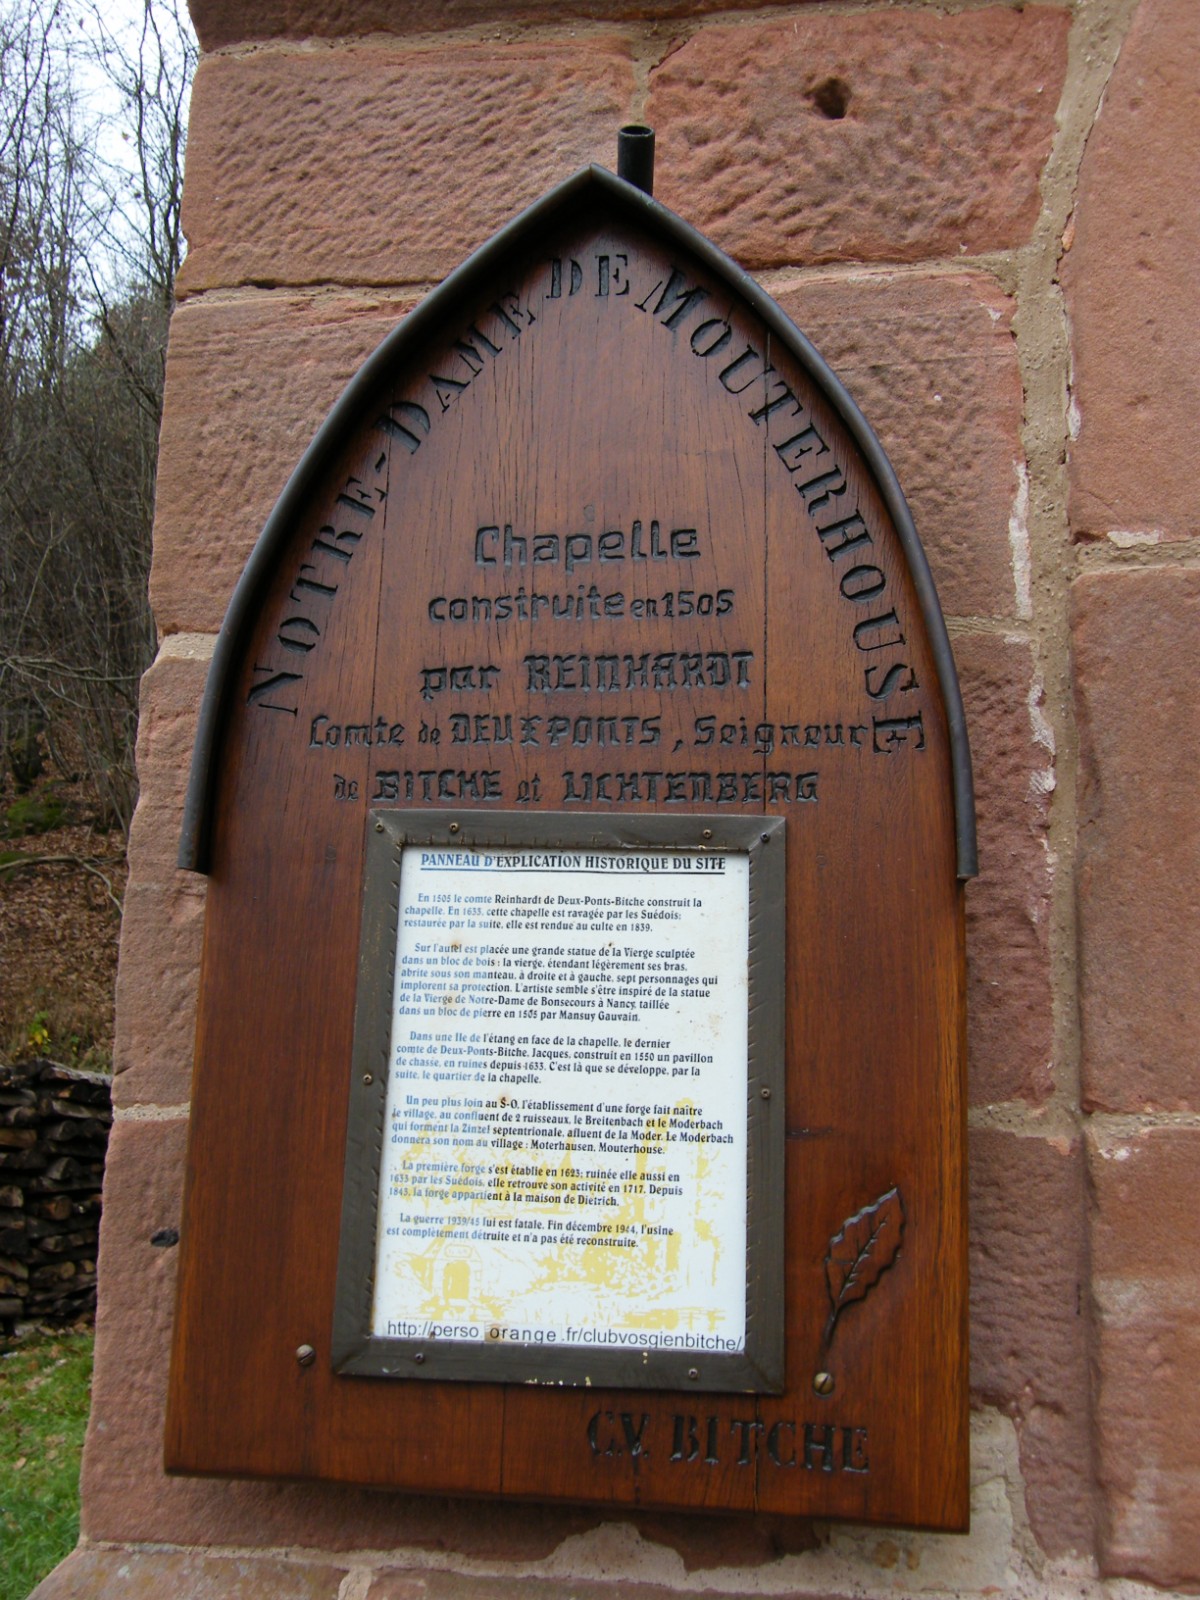 NOTRE-DAME DE MOUTERHOUSE
Chapelle
construite en 1505
par REINHARDT
Comte de DEUXPONTS, Seigneur
de BITCHE et LICHTENBERG
PANNEAU D'EXPLICATION HISTORIQUE DU SITE
En 1505 le comte Reinhardt de Deux-Ponts-Bitche construit la
chapelle. En 1633, cette chapelle est ravagée par les Suédois;
restaurée par la suite, elle est rendue au culte en 1839.
Sur l'autel est placée une grande statue de la Vierge sculptée
dans un bloc de bois : la vierge, étendant légèrement ses bras,
abrite sous son manteau, à droite et à gauche, sept personnages qui
implorent sa protection. L'artiste semble s'être inspiré de la statue
de la Vierge de Notre-Dame de Bonsecours à Nancy, taillée
dans un bloc de pierre en 1505 par Mansuy Gauvain.
Dans une Ile de l'étang en face de la chapelle, le dernier
comte de Deux-Ponts-Bitche, Jacques, construit en 1550 un pavillon
de chasse, en ruines depuis 1633. C'est là que se développe, par la
suite, le quartier de la chapelle.
Un peu plus loin au S-O, l'établissement d'une forge fait naître
le village, au confluent de 2 ruisseaux, le Breitenbach et le Moderbach
qui forment la Zinzel septentrionale, afluent de la Moder. Le Moderbach
donnera son nom au village : Moterhausen, Mouterhouse.
La première forge s'est établie en 1623; ruinée elle aussi en
1633 par les Suédois, elle retrouve son activité en 1717. Depuis
1843, la forge appartient à la maison de Dietrich.
La guerre 1939/45 lui est fatale. Fin décembre 1944, l'usine
est complètement détruite et n'a pas été reconstruite.
http://perso.orange.fr/clubvosgienbitche/
C.V. BITCHE